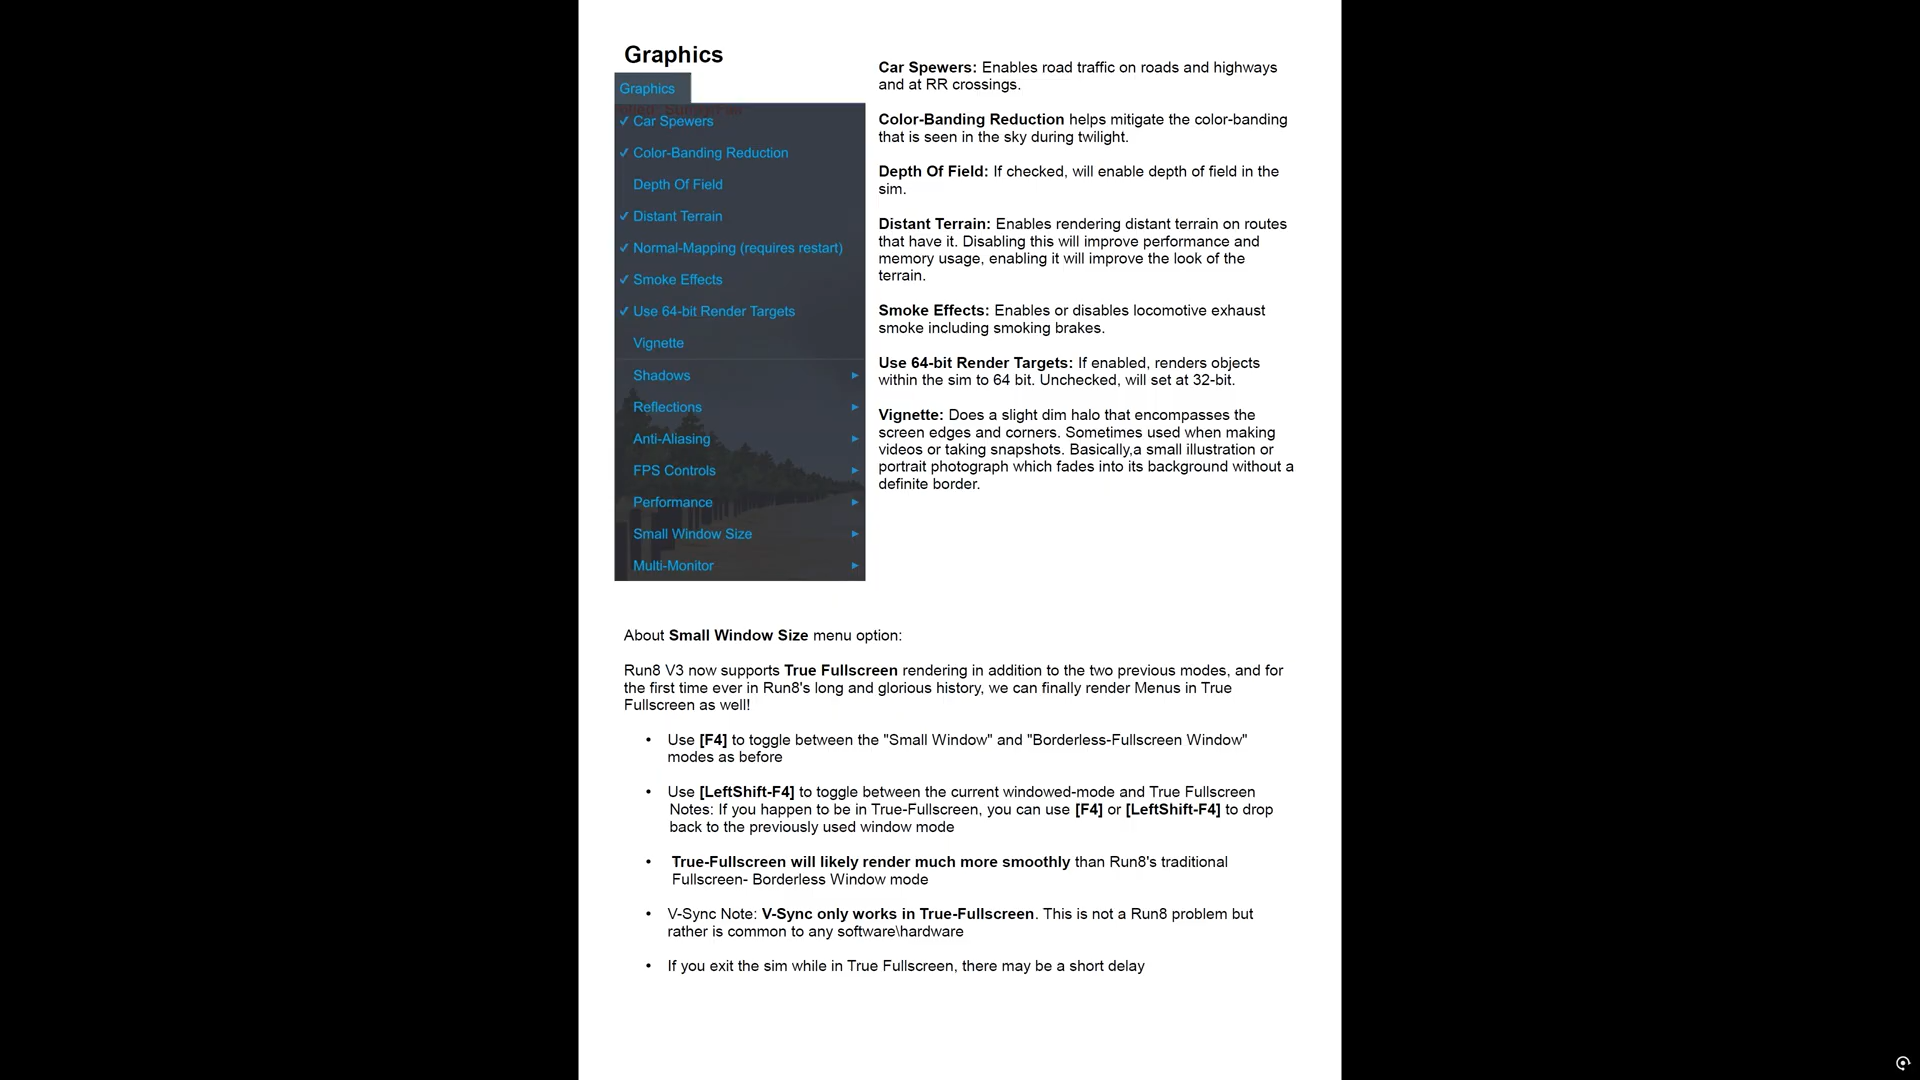 Graphics
Graphics
✓ Car Spewers
✓ Color-Banding Reduction
Depth Of Field
✓ Distant Terrain
✓ Normal-Mapping (requires restart)
✓ Smoke Effects
✓ Use 64-bit Render Targets
Vignette
Shadows
Reflections
Anti-Aliasing
FPS Controls
Performance
Small Window Size
Multi-Monitor
Car Spewers: Enables road traffic on roads and highways
and at RR crossings.
Color-Banding Reduction helps mitigate the color-banding
that is seen in the sky during twilight.
Depth Of Field: If checked, will enable depth of field in the
sim.
Distant Terrain: Enables rendering distant terrain on routes
that have it. Disabling this will improve performance and
memory usage, enabling it will improve the look of the
terrain.
Smoke Effects: Enables or disables locomotive exhaust
smoke including smoking brakes.
Use 64-bit Render Targets: If enabled, renders objects
within the sim to 64 bit. Unchecked, will set at 32-bit.
Vignette: Does a slight dim halo that encompasses the
screen edges and corners. Sometimes used when making
videos or taking snapshots. Basically,a small illustration or
portrait photograph which fades into its background without a
definite border.
About Small Window Size menu option:
Run8 V3 now supports True Fullscreen rendering in addition to the two previous modes, and for
the first time ever in Run8's long and glorious history, we can finally render Menus in True
Fullscreen as well!
• Use [F4] to toggle between the "Small Window" and "Borderless-Fullscreen Window"
modes as before
• Use [LeftShift-F4] to toggle between the current windowed-mode and True Fullscreen
Notes: If you happen to be in True-Fullscreen, you can use [F4] or [LeftShift-F4] to drop
back to the previously used window mode
• True-Fullscreen will likely render much more smoothly than Run8's traditional
Fullscreen- Borderless Window mode
• V-Sync Note: V-Sync only works in True-Fullscreen. This is not a Run8 problem but
rather is common to any software\hardware
• If you exit the sim while in True Fullscreen, there may be a short delay